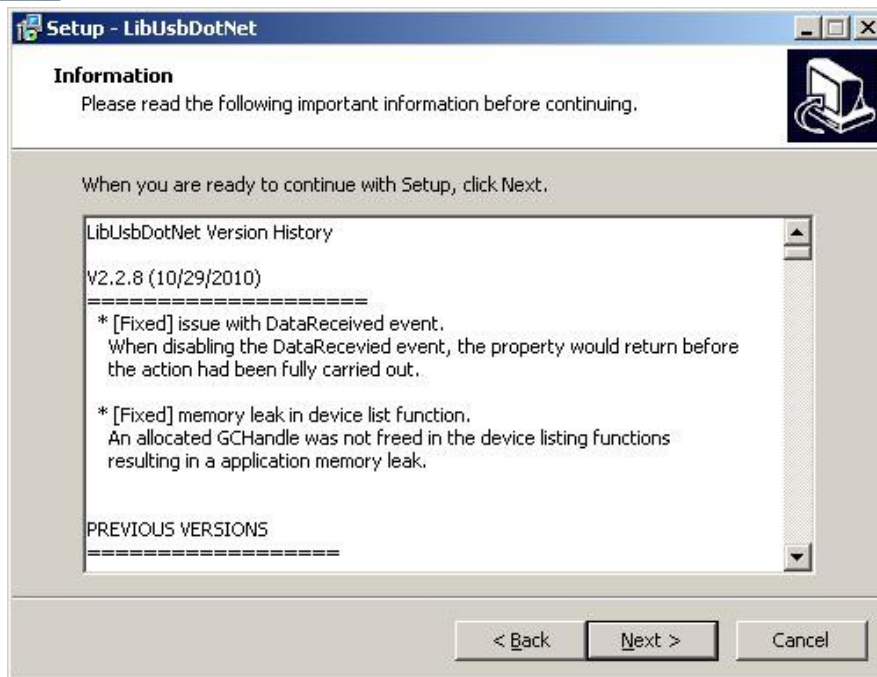 Setup - LibUsbDotNet
Information
Please read the following important information before continuing.
When you are ready to continue with Setup, click Next.
LibUsbDotNet Version History
V2.2.8 (10/29/2010)
=====================
* [Fixed] issue with DataReceived event.
When disabling the DataRecevied event, the property would return before
the action had been fully carried out.
* [Fixed] memory leak in device list function.
An allocated GCHandle was not freed in the device listing functions
resulting in a application memory leak.
PREVIOUS VERSIONS
===================
< Back
Next >
Cancel